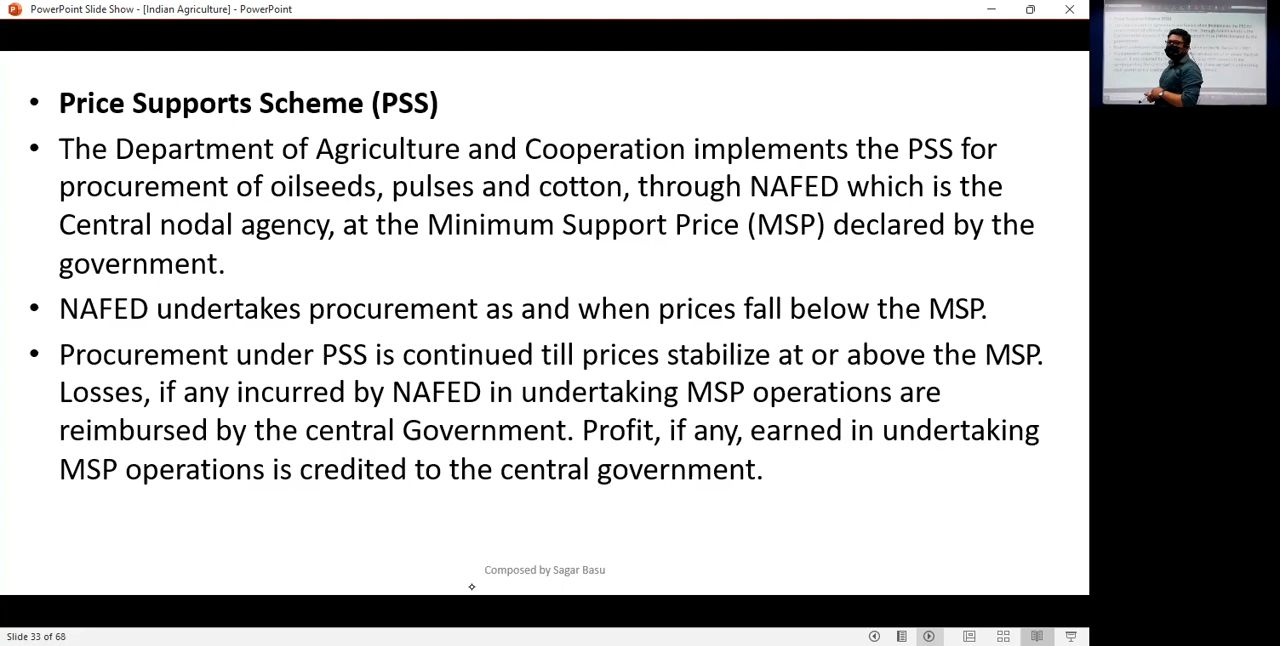 PowerPoint Slide Show - [Indian Agriculture] - PowerPoint
• Price Supports Scheme (PSS)
• The Department of Agriculture and Cooperation implements the PSS for
procurement of oilseeds, pulses and cotton, through NAFED which is the
Central nodal agency, at the Minimum Support Price (MSP) declared by the
government.
• NAFED undertakes procurement as and when prices fall below the MSP.
• Procurement under PSS is continued till prices stabilize at or above the MSP.
Losses, if any incurred by NAFED in undertaking MSP operations are
reimbursed by the central Government. Profit, if any, earned in undertaking
MSP operations is credited to the central government.
Composed by Sagar Basu
Slide 33 of 68